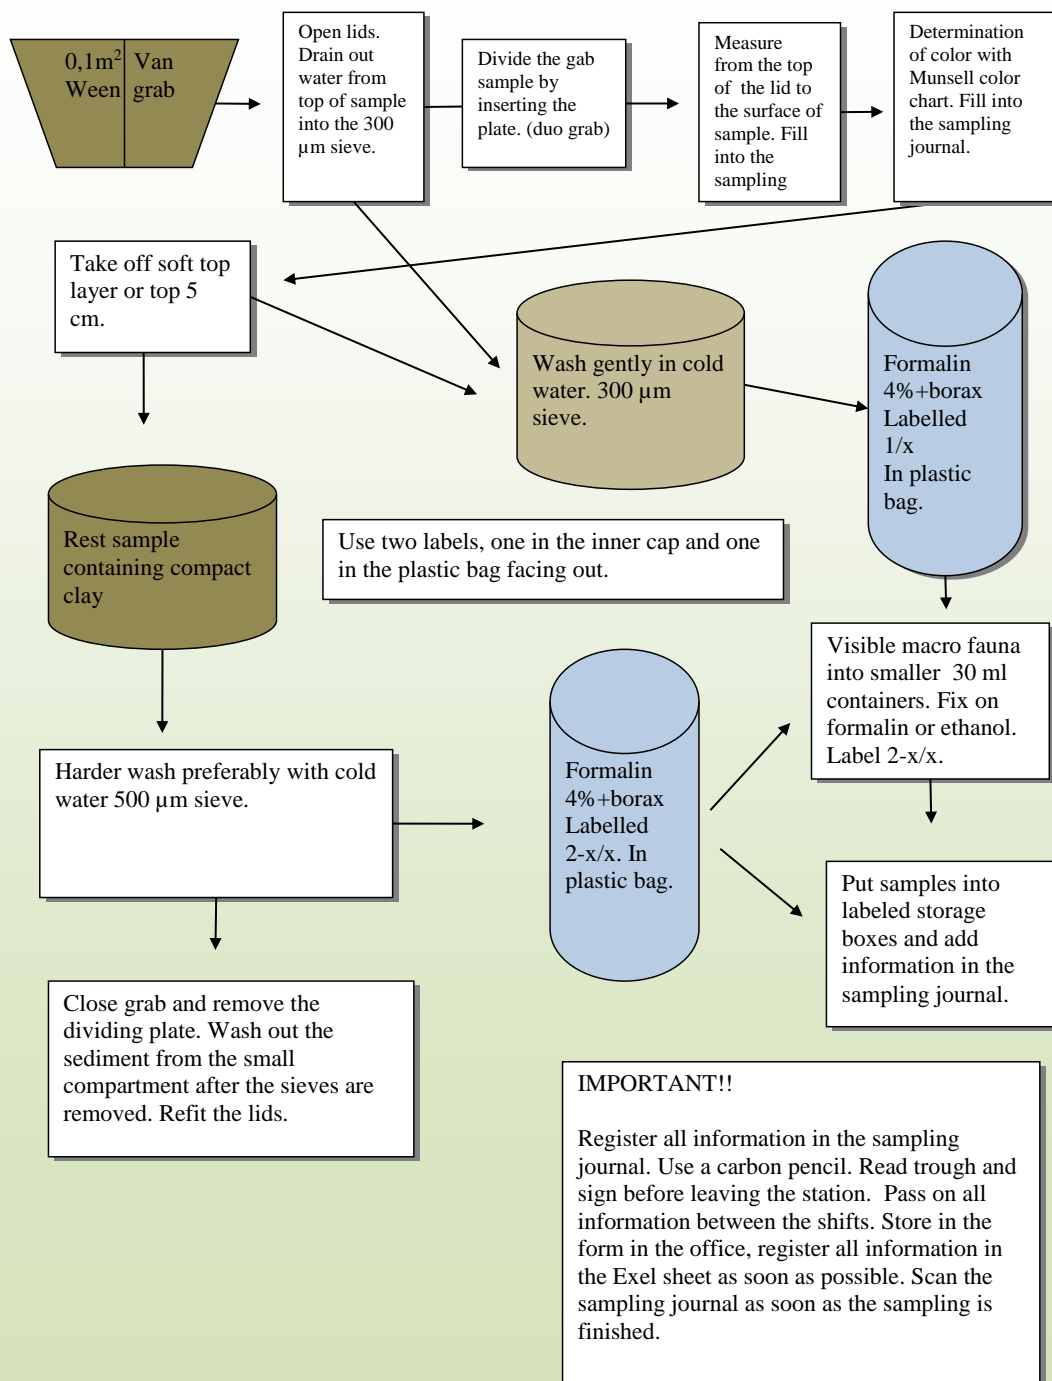 0,1m² Van
Ween grab
Open lids.
Drain out
water from
top of sample
into the 300
µm sieve.
Divide the gab
sample by
inserting the
plate. (duo grab)
Measure
from the top
of the lid to
the surface of
sample. Fill
into the
sampling
Determination
of color with
Munsell color
chart. Fill into
the sampling
journal.
Take off soft top
layer or top 5
cm.
Wash gently in cold
water. 300 µm
sieve.
Formalin
4%+borax
Labelled
1/x
In plastic
bag.
Rest sample
containing compact
clay
Use two labels, one in the inner cap and one
in the plastic bag facing out.
Visible macro fauna
into smaller 30 ml
containers. Fix on
formalin or ethanol.
Label 2-x/x.
Harder wash preferably with cold
water 500 µm sieve.
Formalin
4%+borax
Labelled
2-x/x. In
plastic bag.
Put samples into
labeled storage
boxes and add
information in the
sampling journal.
Close grab and remove the
dividing plate. Wash out the
sediment from the small
compartment after the sieves are
removed. Refit the lids.
IMPORTANT!!
Register all information in the sampling
journal. Use a carbon pencil. Read trough and
sign before leaving the station. Pass on all
information between the shifts. Store in the
form in the office, register all information in
the Exel sheet as soon as possible. Scan the
sampling journal as soon as the sampling is
finished.